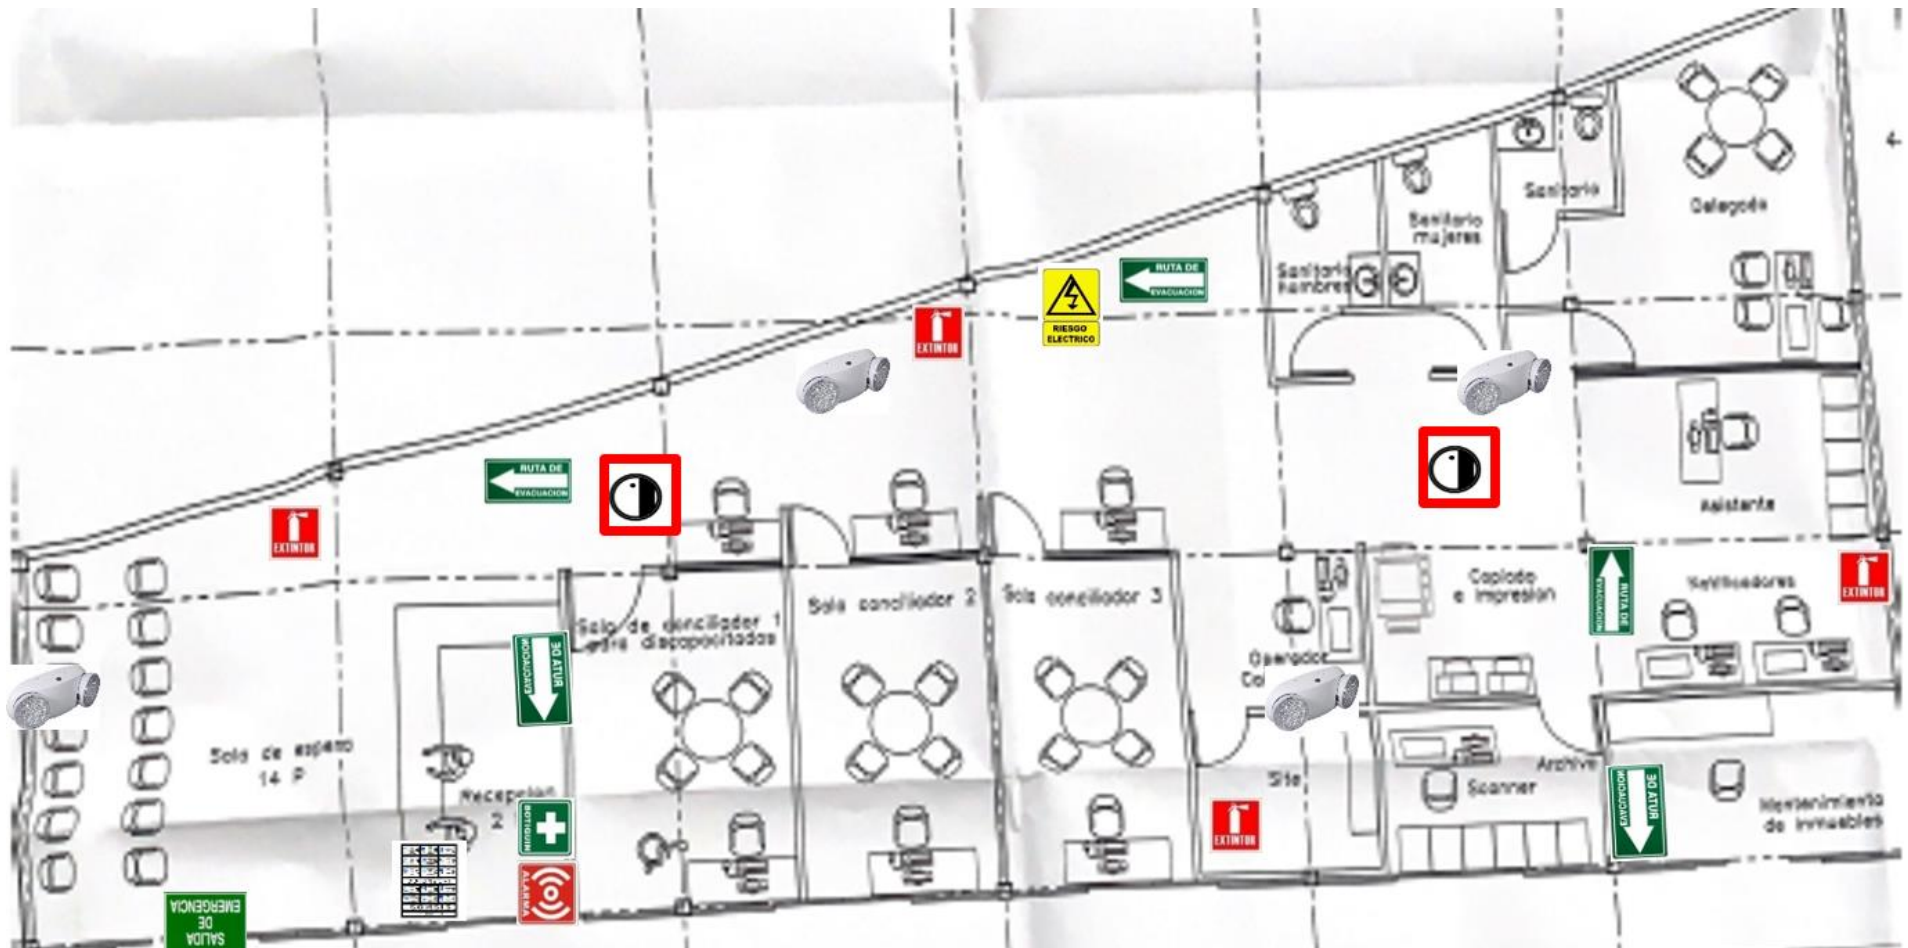 Sanitario
Delegado
Sanitario
mujeres
Sanitario
hombres
RUTA DE
EVACUACION
RIESGO
ELECTRICO
EXTINTOR
4-
RUTA DE
EVACUACION
EXTINTOR
Asistente
Notificadores
EXTINTOR
RUTA DE
EVACUACION
Copiado
e impresion
Sala conciliador 3
Sala conciliador 2
Sala de conciliador 1
para discapacitados
RUTA DE
EVACUACION
Operador
Sala de espera
14 P
Recepcion
2
BOTIQUIN
ALARMA
SALIDA
DE
EMERGENCIA
Site
EXTINTOR
Scanner
Archivo
RUTA DE
EVACUACION
Mantenimiento
de inmuebles